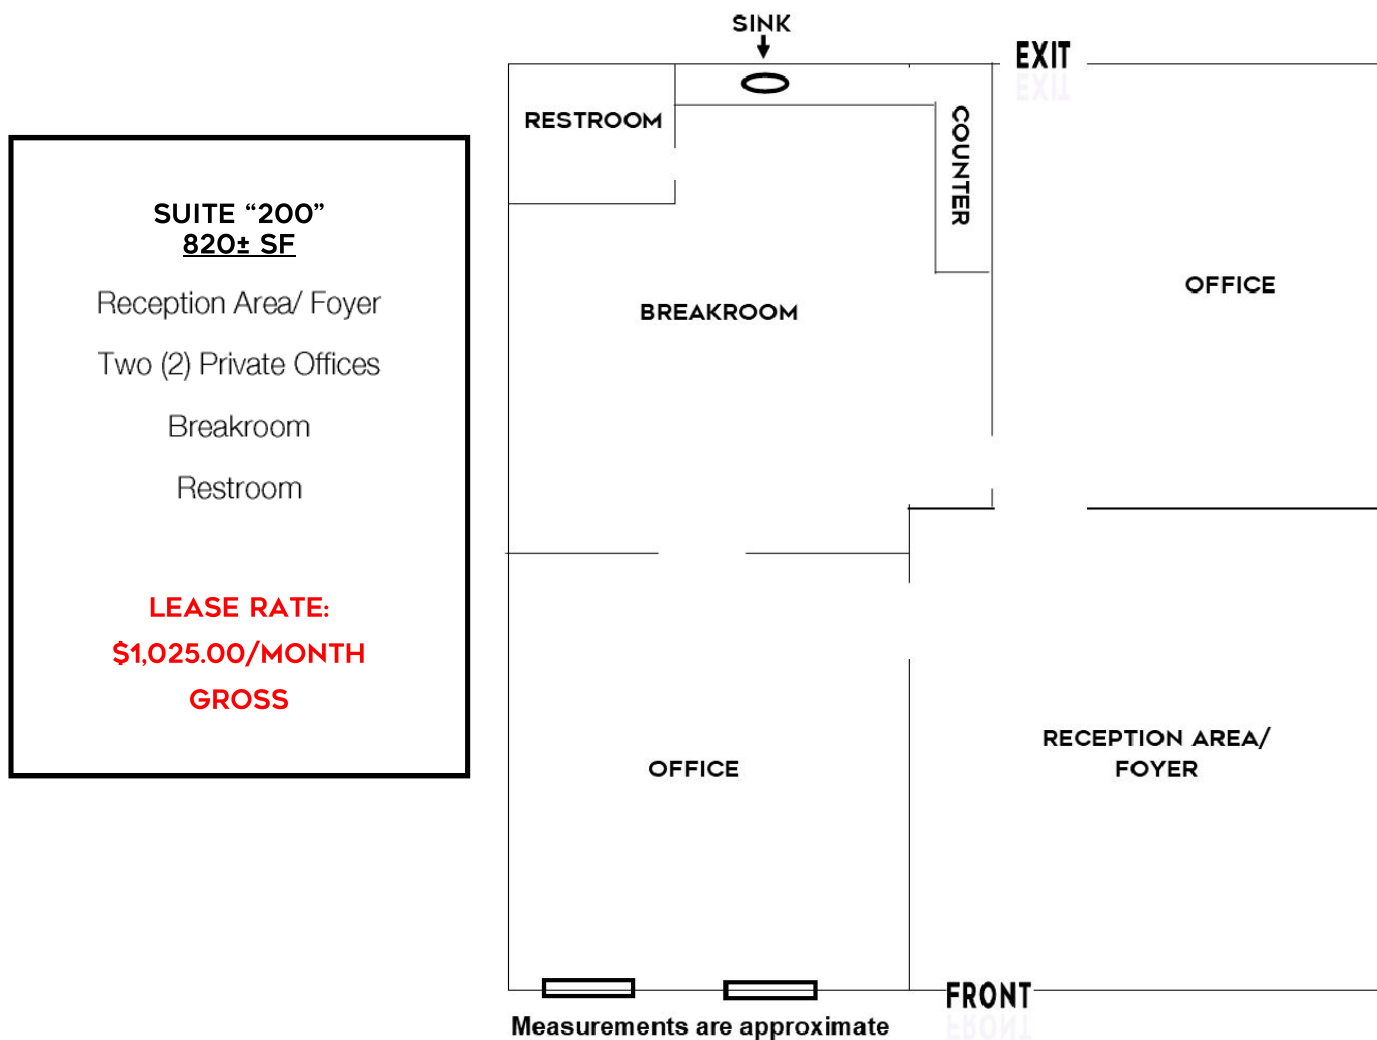 SUITE “200”
820± SF
Reception Area/ Foyer
Two (2) Private Offices
Breakroom
Restroom
LEASE RATE:
$1,025.00/MONTH
GROSS
SINK
EXIT
RESTROOM
COUNTER
BREAKROOM
OFFICE
OFFICE
RECEPTION AREA/
FOYER
FRONT
Measurements are approximate